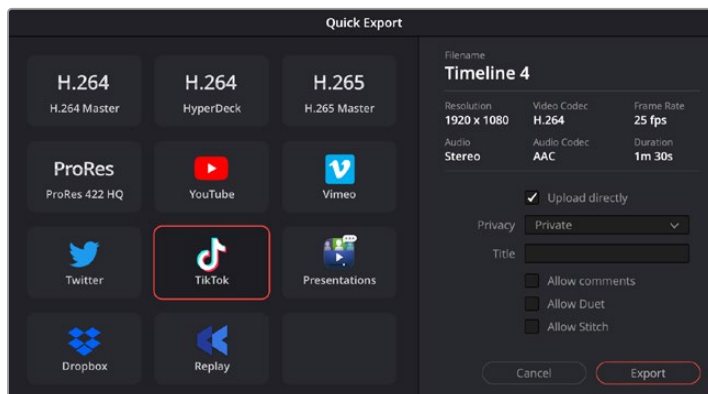 Quick Export
H.264
H.264 Master
H.264
HyperDeck
H.265
H.265 Master
ProRes
ProRes 422 HQ
YouTube
Vimeo
Twitter
TikTok
Presentations
Dropbox
Replay
Filename
Timeline 4
Resolution Video Codec Frame Rate
1920 x 1080 H.264 25 fps
Audio Audio Codec Duration
Stereo AAC 1m 30s
Upload directly
Privacy Private
Title
Allow comments
Allow Duet
Allow Stitch
Cancel Export